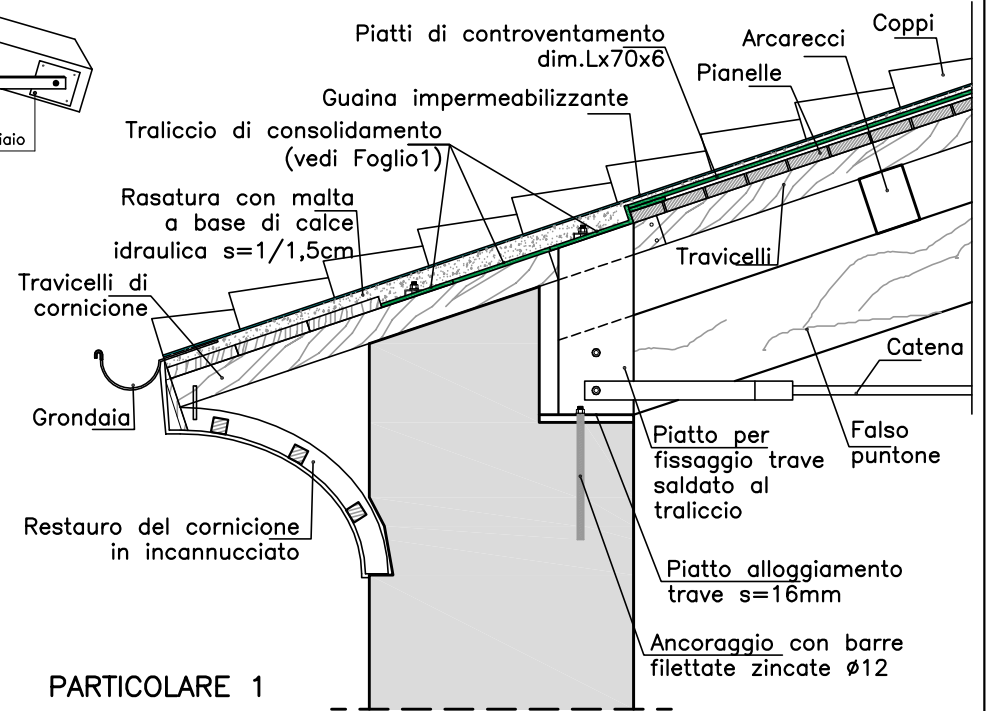 Piatti di controventamento
dim.Lx70x6
Arcarecci
Coppi
Pianelle
Guaina impermeabilizzante
Traliccio di consolidamento
(vedi Foglio1)
Rasatura con malta
a base di calce
idraulica s=1/1,5cm
Travicelli di
cornicione
Travicelli
Catena
Grondaia
Piatto per
fissaggio trave
saldato al
traliccio
Falso
puntone
Restauro del cornicione
in incannucciato
Piatto alloggiamento
trave s=16mm
Ancoraggio con barre
filettate zincate ø12
PARTICOLARE 1
iaio